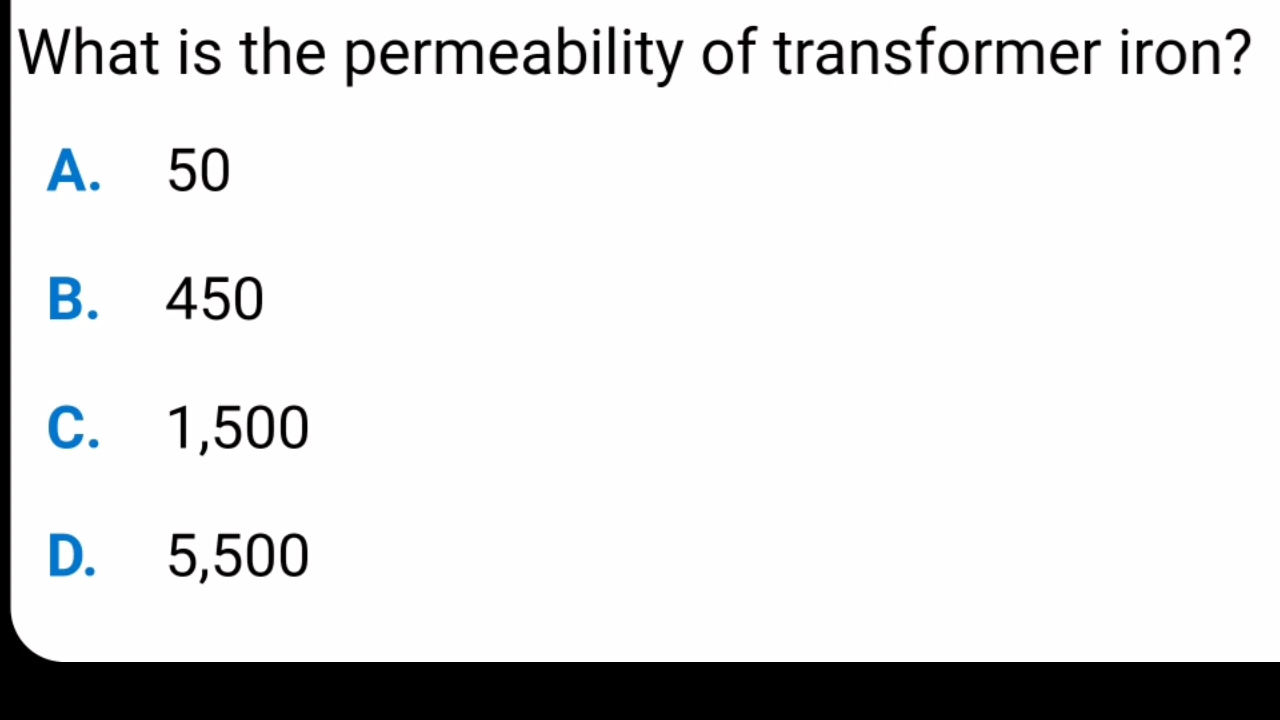 What is the permeability of transformer iron?
A. 50
B. 450
C. 1,500
D. 5,500